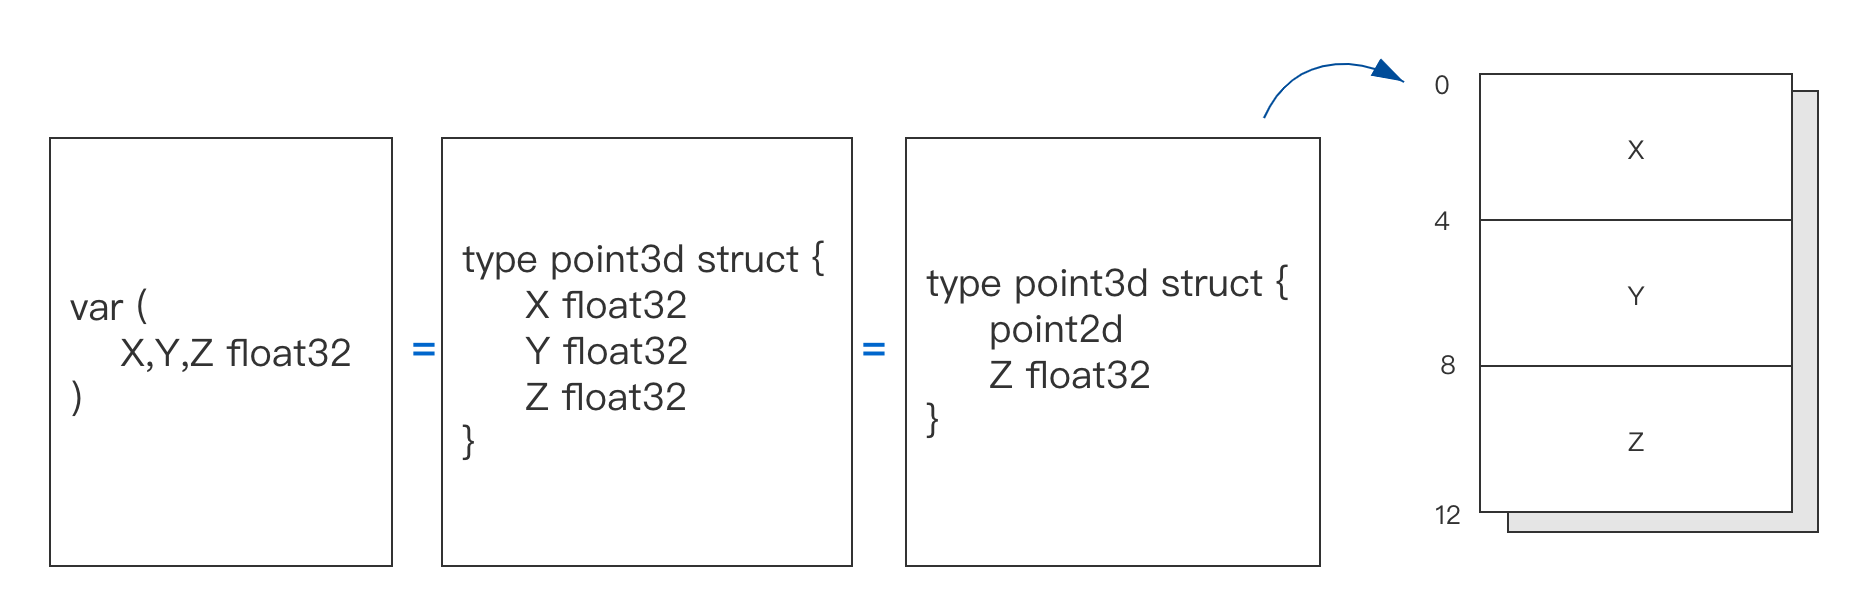 var (
X,Y,Z float32
)
=
type point3d struct {
X float32
Y float32
Z float32
}
=
type point3d struct {
point2d
Z float32
}
0
X
4
Y
8
Z
12